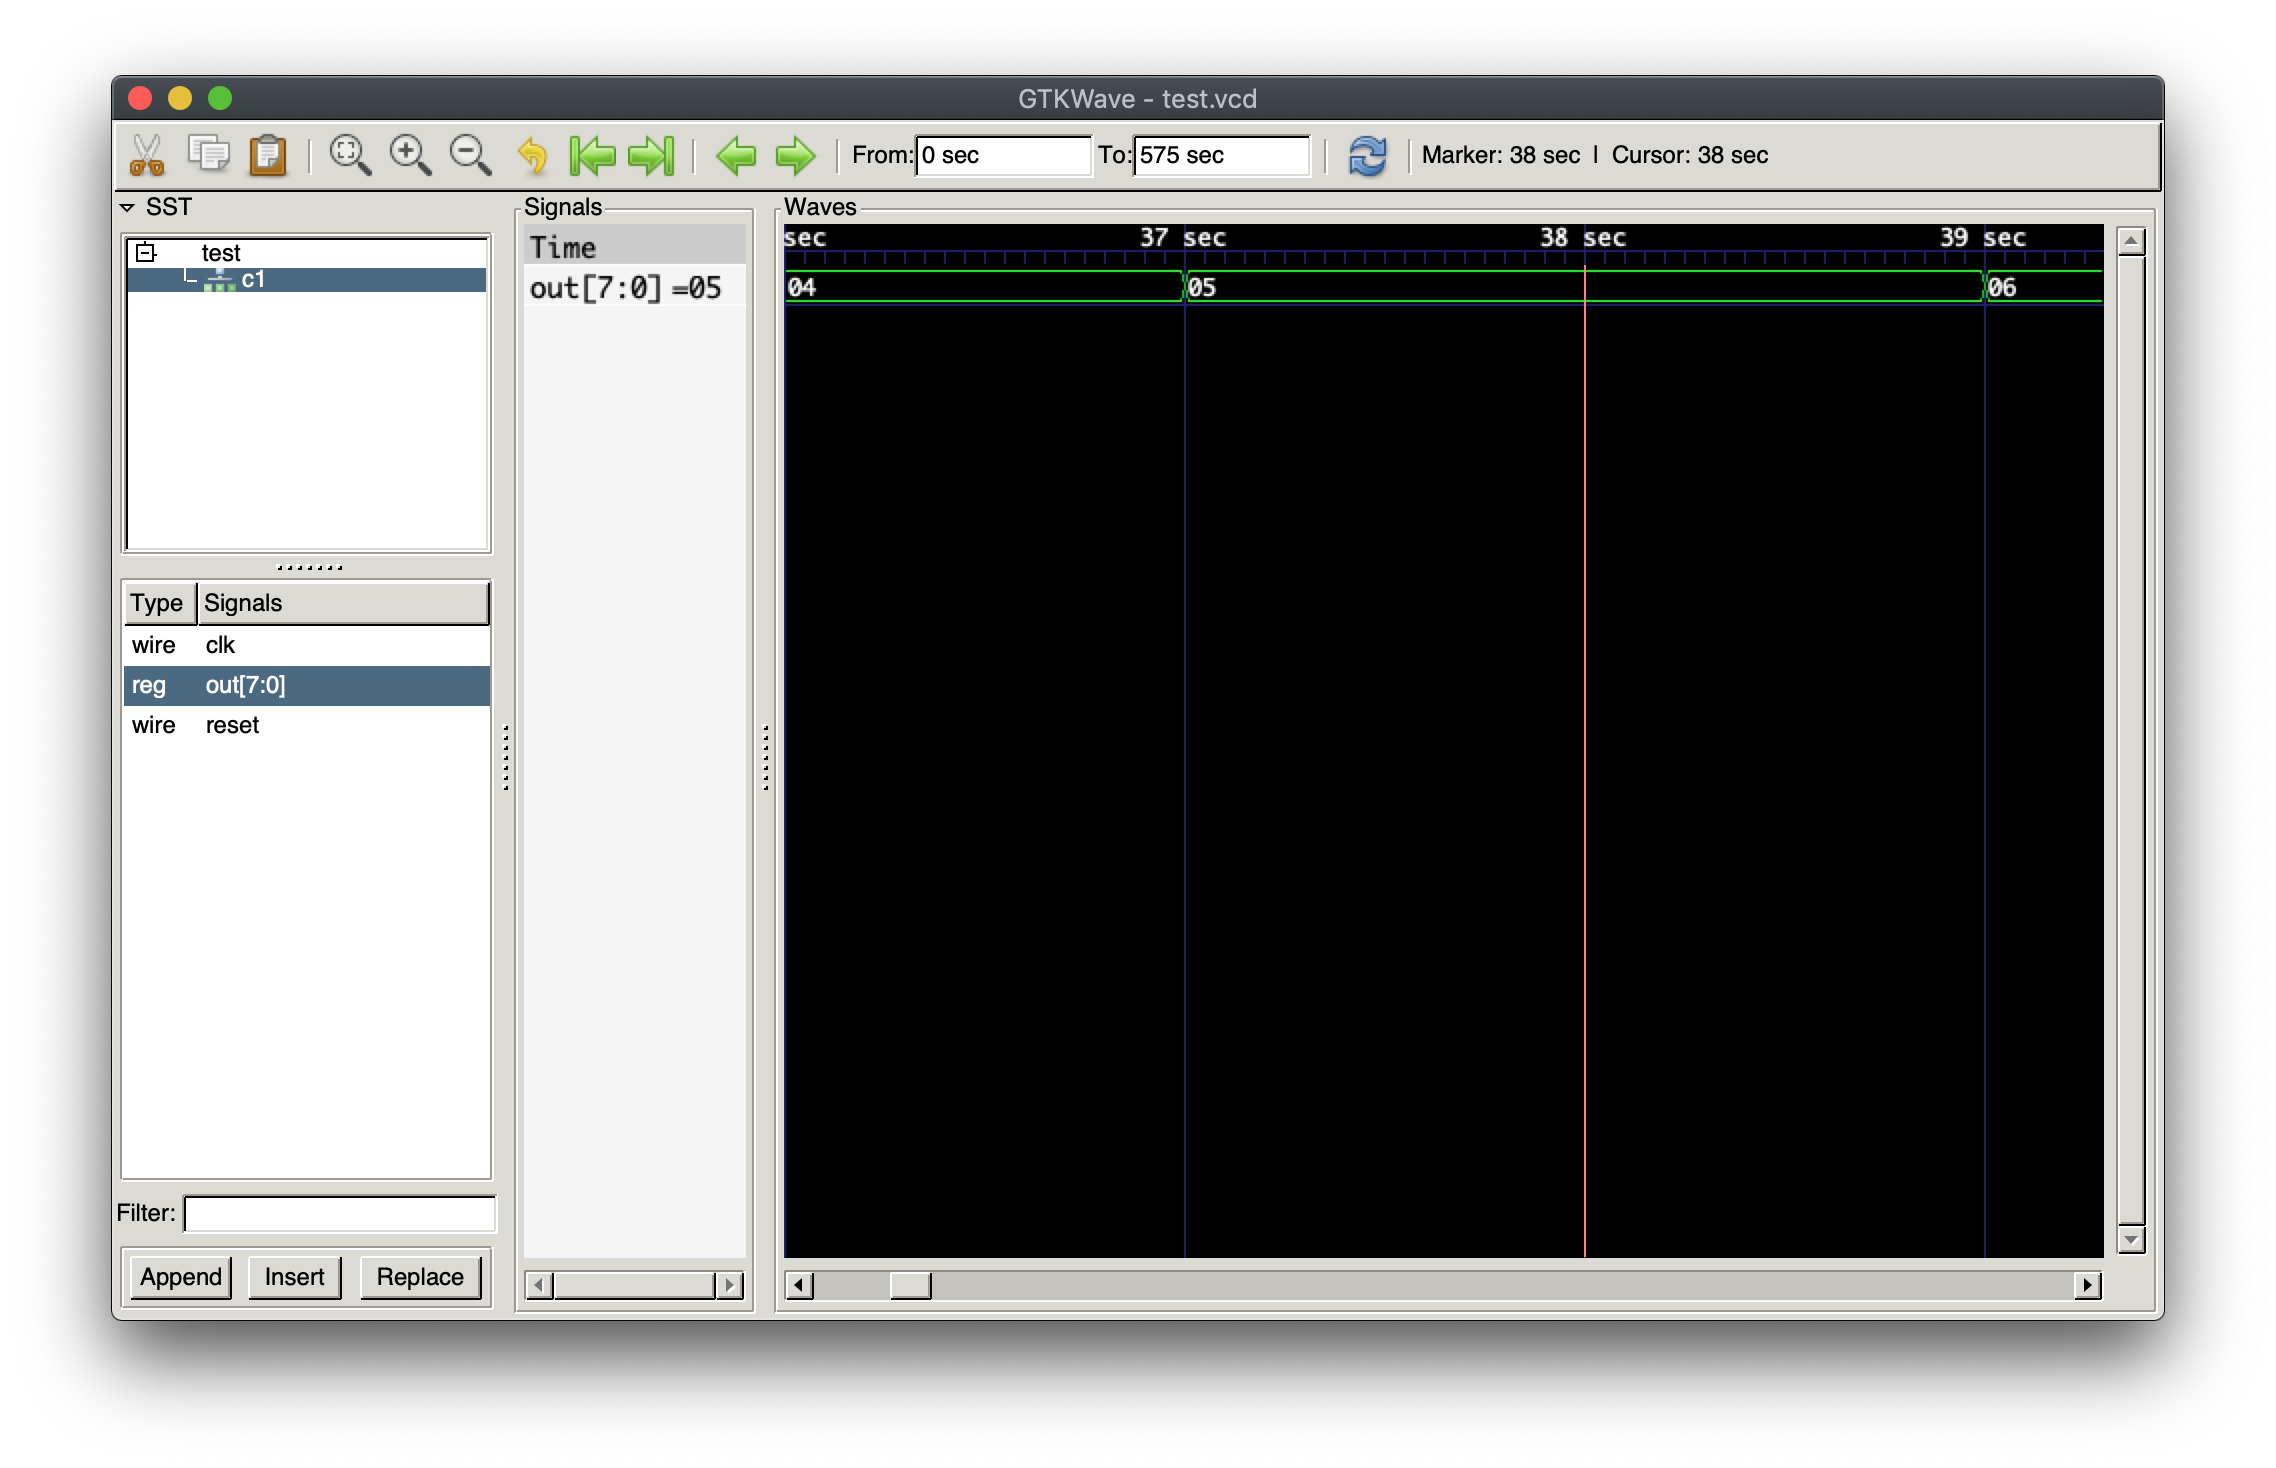 GTKWave - test.vcd
From: 0 sec To: 575 sec Marker: 38 sec | Cursor: 38 sec
SST
test
c1
Type Signals
wire clk
reg out[7:0]
wire reset
Filter:
Append Insert Replace
Signals
Time
out[7:0] =05
Waves
sec 37 sec 38 sec 39 sec
04 05 06